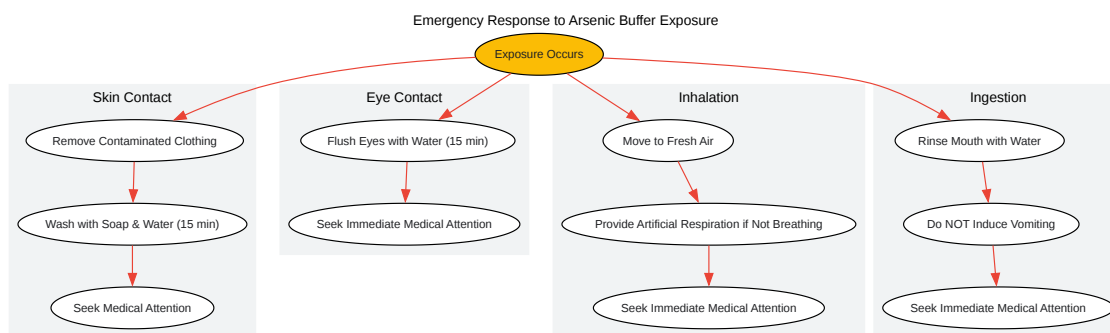 Emergency Response to Arsenic Buffer Exposure
Exposure Occurs
Skin Contact
Remove Contaminated Clothing
Wash with Soap & Water (15 min)
Seek Medical Attention
Eye Contact
Flush Eyes with Water (15 min)
Seek Immediate Medical Attention
Inhalation
Move to Fresh Air
Provide Artificial Respiration if Not Breathing
Seek Immediate Medical Attention
Ingestion
Rinse Mouth with Water
Do NOT Induce Vomiting
Seek Immediate Medical Attention